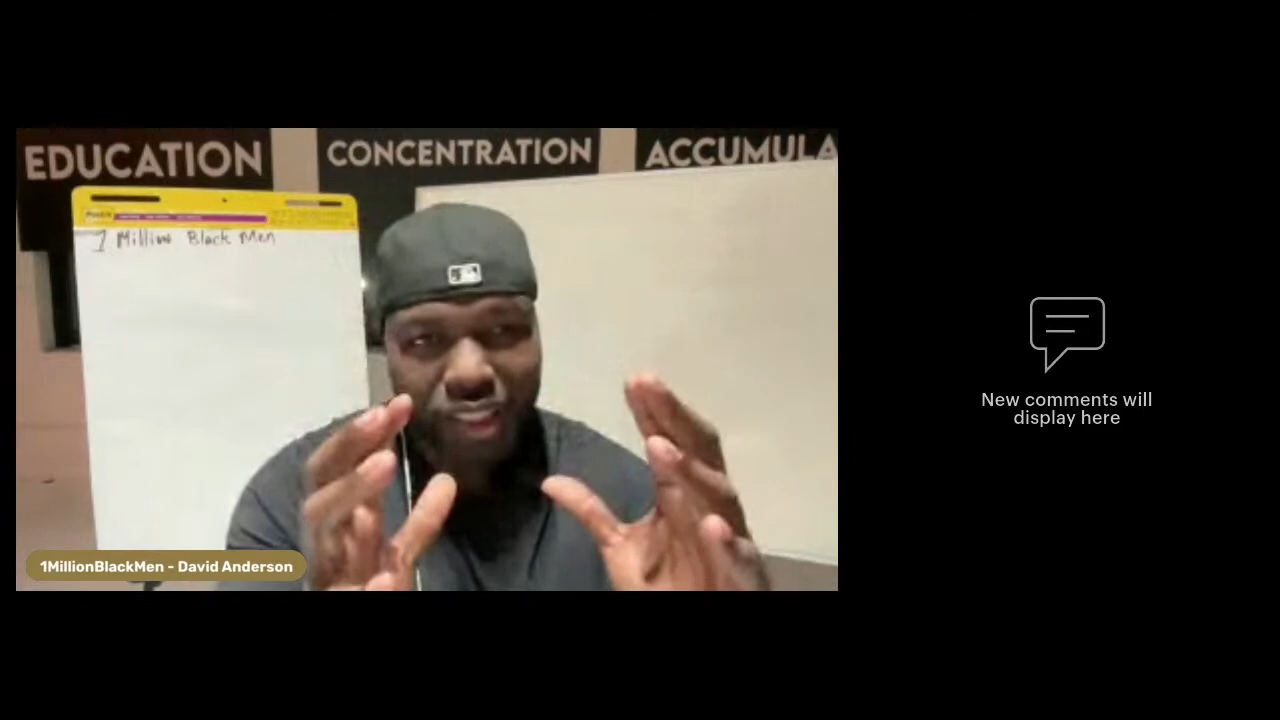 EDUCATION
CONCENTRATION
ACCUMULA
1 Million Black Men
1MillionBlackMen - David Anderson
New comments will
display here